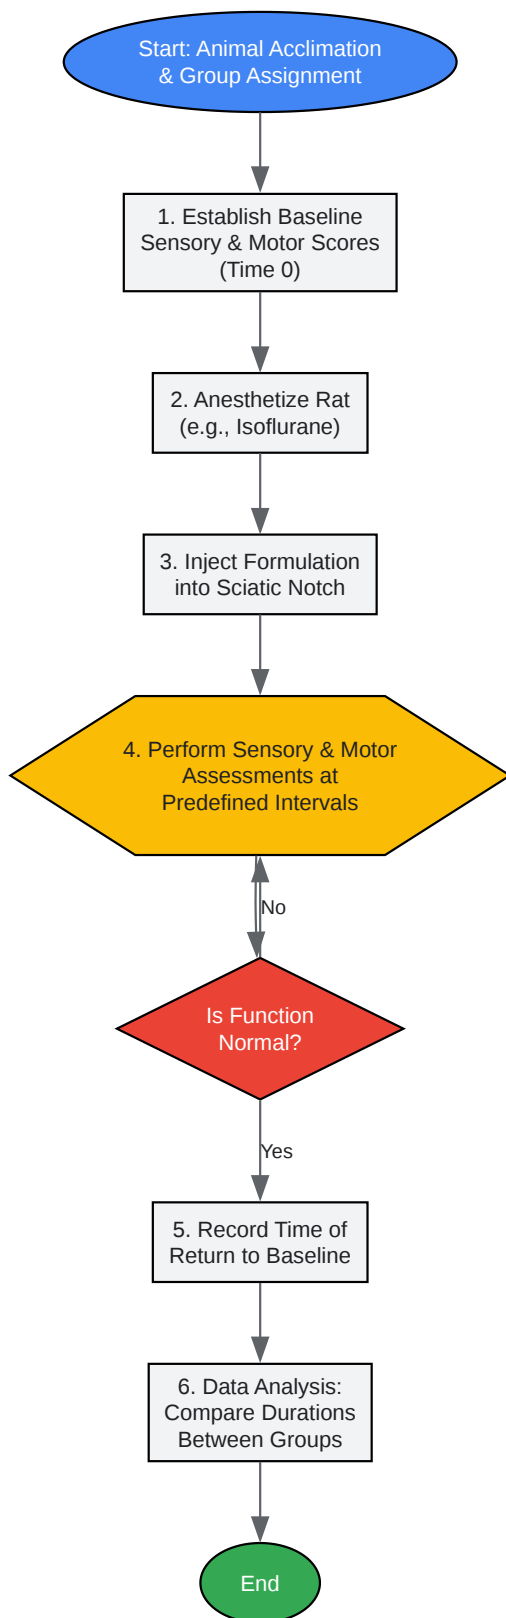 Start: Animal Acclimation
& Group Assignment
1. Establish Baseline
Sensory & Motor Scores
(Time 0)
2. Anesthetize Rat
(e.g., Isoflurane)
3. Inject Formulation
into Sciatic Notch
4. Perform Sensory & Motor
Assessments at
Predefined Intervals
No
Is Function
Normal?
Yes
5. Record Time of
Return to Baseline
6. Data Analysis:
Compare Durations
Between Groups
End